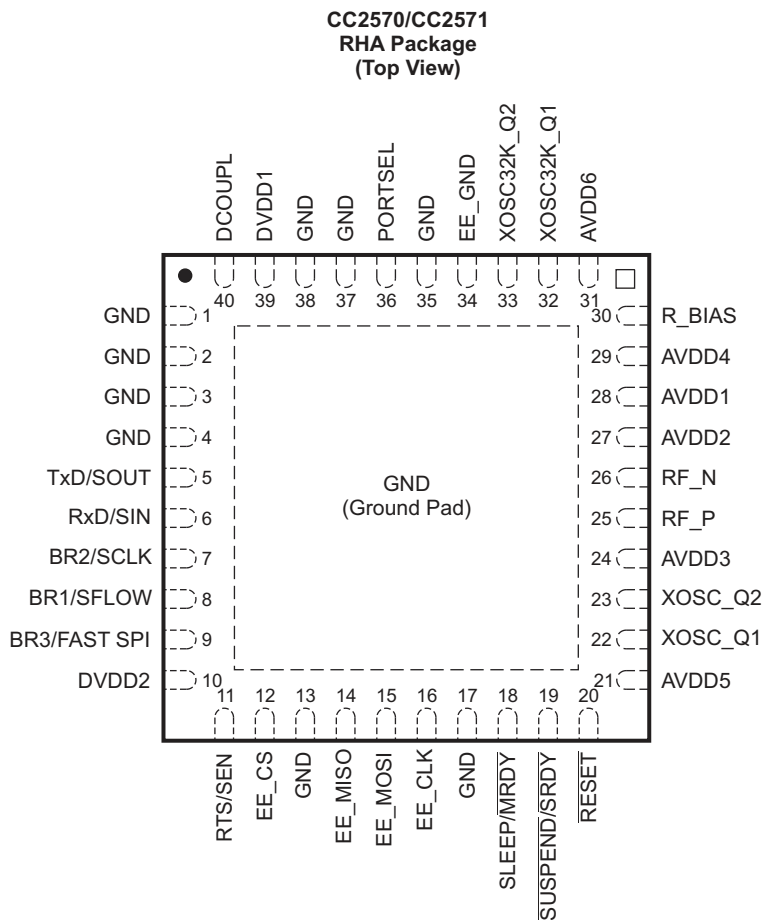 CC2570/CC2571
RHA Package
(Top View)
DCOUPL
DVDD1
GND
GND
PORTSEL
GND
EE_GND
XOSC32K_Q2
XOSC32K_Q1
AVDD6
40 39 38 37 36 35 34 33 32 31
GND 1
GND 2
GND 3
GND 4
TxD/SOUT 5
RxD/SIN 6
BR2/SCLK 7
BR1/SFLOW 8
BR3/FAST SPI 9
DVDD2 10
GND
(Ground Pad)
30 R_BIAS
29 AVDD4
28 AVDD1
27 AVDD2
26 RF_N
25 RF_P
24 AVDD3
23 XOSC_Q2
22 XOSC_Q1
21 AVDD5
11 12 13 14 15 16 17 18 19 20
RTS/SEN
EE_CS
GND
EE_MISO
EE_MOSI
EE_CLK
GND
SLEEP/MRDY
SUSPEND/SRDY
RESET